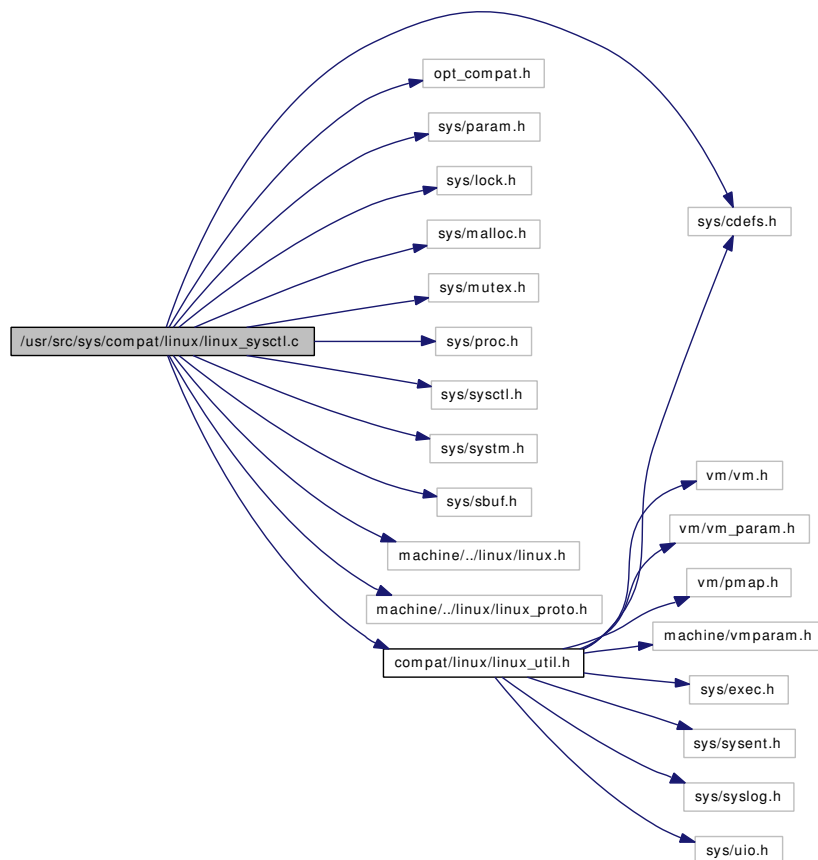 opt_compat.h
sys/param.h
sys/lock.h
sys/cdefs.h
sys/malloc.h
sys/mutex.h
/usr/src/sys/compat/linux/linux_sysctl.c
sys/proc.h
sys/sysctl.h
sys/systm.h
vm/vm.h
sys/sbuf.h
vm/vm_param.h
machine/../linux/linux.h
vm/pmap.h
machine/../linux/linux_proto.h
machine/vmparam.h
compat/linux/linux_util.h
sys/exec.h
sys/sysent.h
sys/syslog.h
sys/uio.h